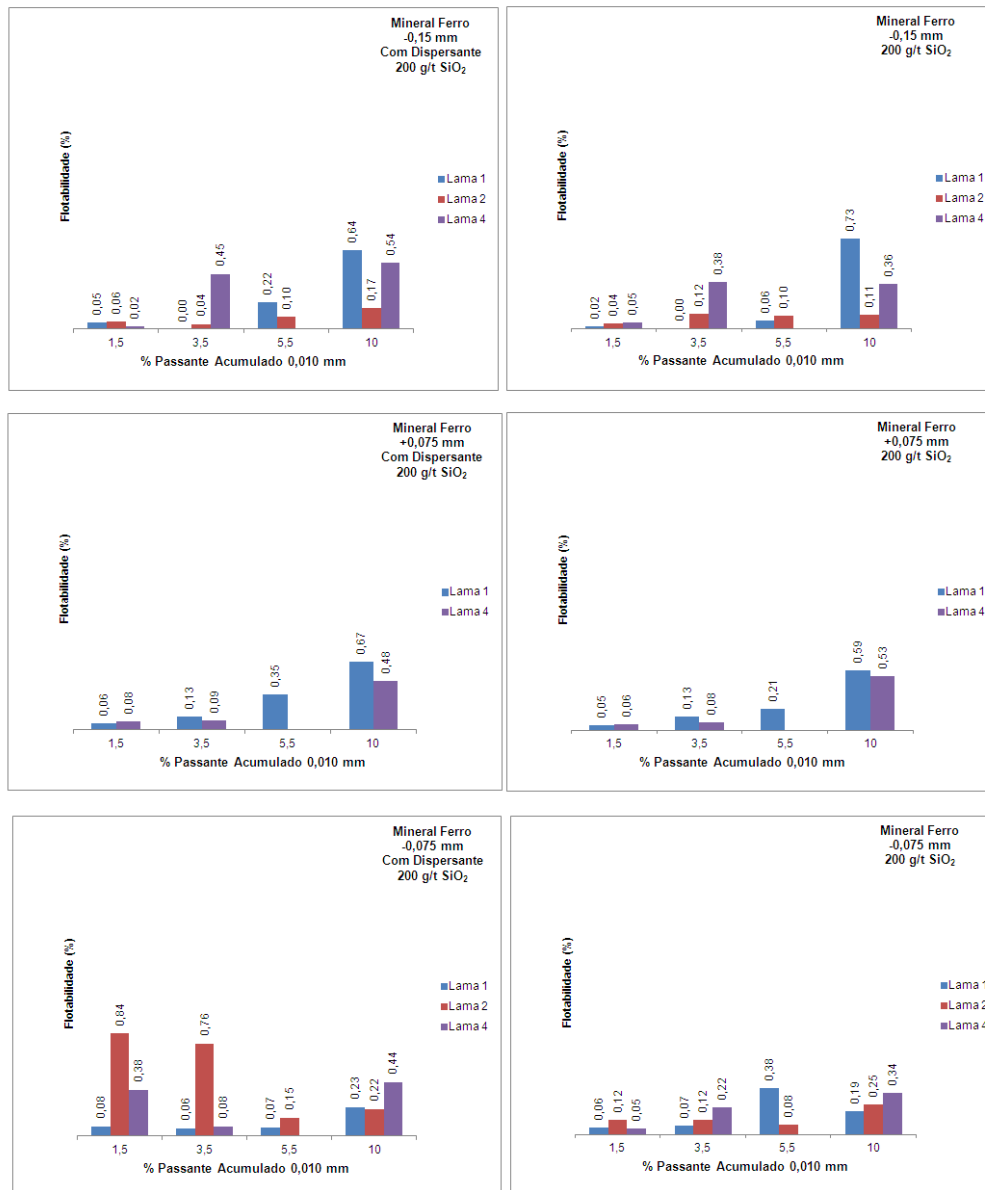 Mineral Ferro
-0,15 mm
Com Dispersante
200 g/t SiO₂
Flotabilidade (%)
Lama 1
Lama 2
Lama 4
0,05 0,06 0,02 0,00 0,04 0,45 0,22 0,10 0,64 0,17 0,54
1,5 3,5 5,5 10
% Passante Acumulado 0,010 mm
Mineral Ferro
-0,15 mm
200 g/t SiO₂
Flotabilidade (%)
Lama 1
Lama 2
Lama 4
0,02 0,04 0,05 0,00 0,12 0,38 0,06 0,10 0,73 0,11 0,36
1,5 3,5 5,5 10
% Passante Acumulado 0,010 mm
Mineral Ferro
+0,075 mm
Com Dispersante
200 g/t SiO₂
Flotabilidade (%)
Lama 1
Lama 4
0,06 0,08 0,13 0,09 0,35 0,67 0,48
1,5 3,5 5,5 10
% Passante Acumulado 0,010 mm
Mineral Ferro
+0,075 mm
200 g/t SiO₂
Flotabilidade (%)
Lama 1
Lama 4
0,05 0,06 0,13 0,08 0,21 0,59 0,53
1,5 3,5 5,5 10
% Passante Acumulado 0,010 mm
Mineral Ferro
-0,075 mm
Com Dispersante
200 g/t SiO₂
Flotabilidade (%)
Lama 1
Lama 2
Lama 4
0,08 0,84 0,38 0,06 0,76 0,08 0,07 0,15 0,23 0,22 0,44
1,5 3,5 5,5 10
% Passante Acumulado 0,010 mm
Mineral Ferro
-0,075 mm
200 g/t SiO₂
Flotabilidade (%)
Lama 1
Lama 2
Lama 4
0,06 0,12 0,05 0,07 0,12 0,22 0,38 0,08 0,19 0,25 0,34
1,5 3,5 5,5 10
% Passante Acumulado 0,010 mm